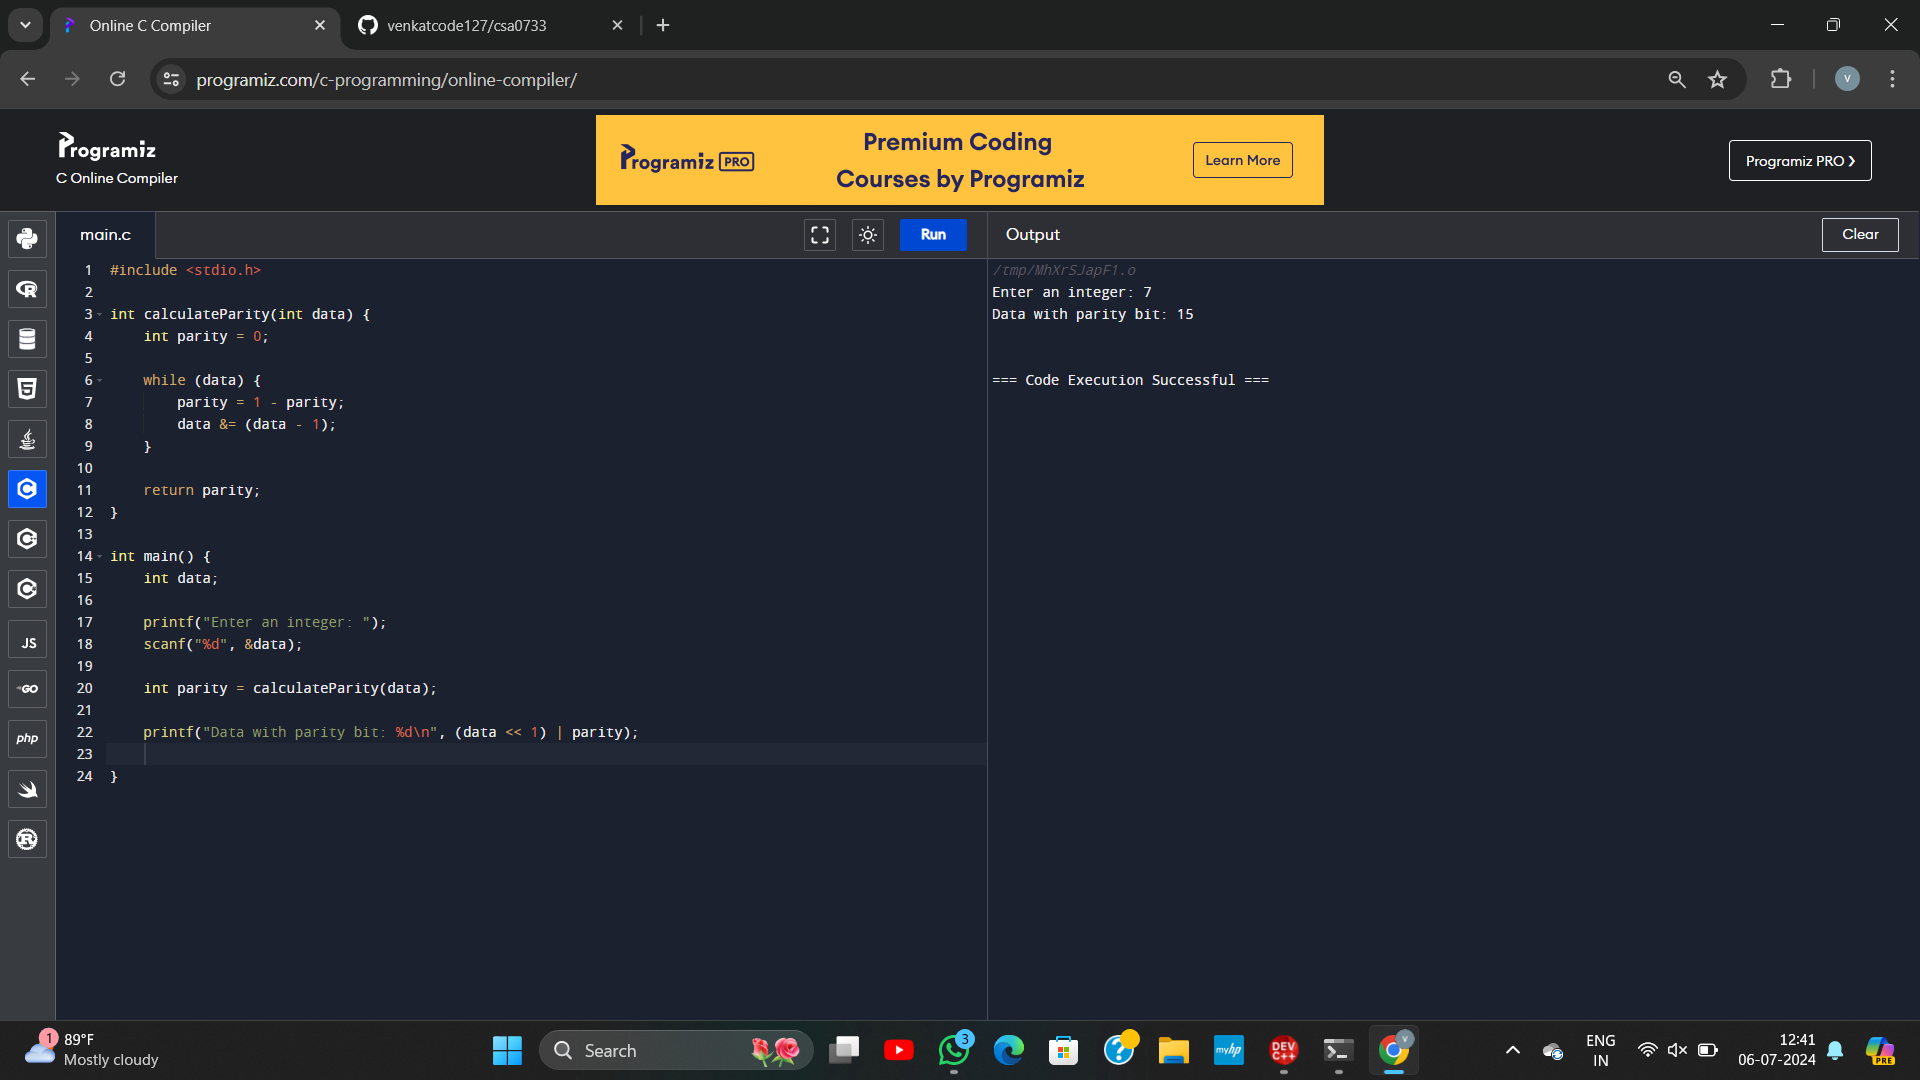 Online C Compiler
venkatcode127/csa0733
programiz.com/c-programming/online-compiler/
V
Programiz
C Online Compiler
Programiz PRO
Premium Coding
Courses by Programiz
Learn More
Programiz PRO
main.c
Run
Output
Clear
1 #include <stdio.h>
2
3 int calculateParity(int data) {
4     int parity = 0;
5
6     while (data) {
7         parity = 1 - parity;
8         data &= (data - 1);
9     }
10
11     return parity;
12 }
13
14 int main() {
15     int data;
16
17     printf("Enter an integer: ");
18     scanf("%d", &data);
19
20     int parity = calculateParity(data);
21
22     printf("Data with parity bit: %d\n", (data << 1) | parity);
23
24 }
/tmp/MhXrSJapF1.o
Enter an integer: 7
Data with parity bit: 15
=== Code Execution Successful ===
JS
GO
php
1
89°F
Mostly cloudy
Search
3
myhp
DEV
C++
V
ENG
IN
12:41
06-07-2024
PRE